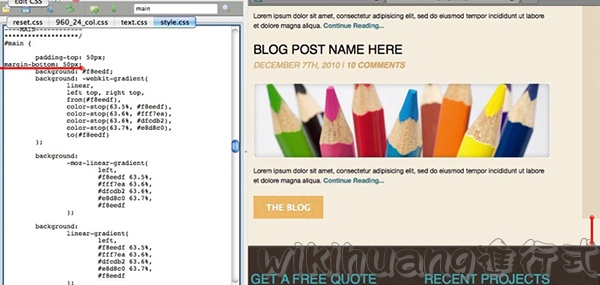 Edit CSS
main
reset.css 960_24_col.css text.css style.css
----MAIN-----------
********************/
#main {
padding-top: 50px;
margin-bottom: 50px;
background: #f8eedf;
background: -webkit-gradient(
linear,
left top, right top,
from(#f8eedf),
color-stop(63.5%, #f8eedf),
color-stop(63.6%, #fff7ea),
color-stop(63.6%, #dfcdb2),
color-stop(63.7%, #e8d8c0),
to(#f8eedf)
);
background:
-moz-linear-gradient(
left,
#f8eedf 63.5%,
#fff7ea 63.6%,
#dfcdb2 63.6%,
#e8d8c0 63.7%,
#f8eedf
);
background:
linear-gradient(
left,
#f8eedf 63.5%,
#fff7ea 63.6%,
#dfcdb2 63.6%,
#e8d8c0 63.7%,
#f8eedf
Lorem ipsum dolor sit amet, consectetur adipisicing elit, sed do eiusmod tempor incididunt ut labore
et dolore magna aliqua. Continue Reading...
BLOG POST NAME HERE
DECEMBER 7TH, 2010 | 10 COMMENTS
Lorem ipsum dolor sit amet, consectetur adipisicing elit, sed do eiusmod tempor incididunt ut labore
et dolore magna aliqua. Continue Reading...
THE BLOG
wikihuang進行式
GET A FREE QUOTE RECENT PROJECTS